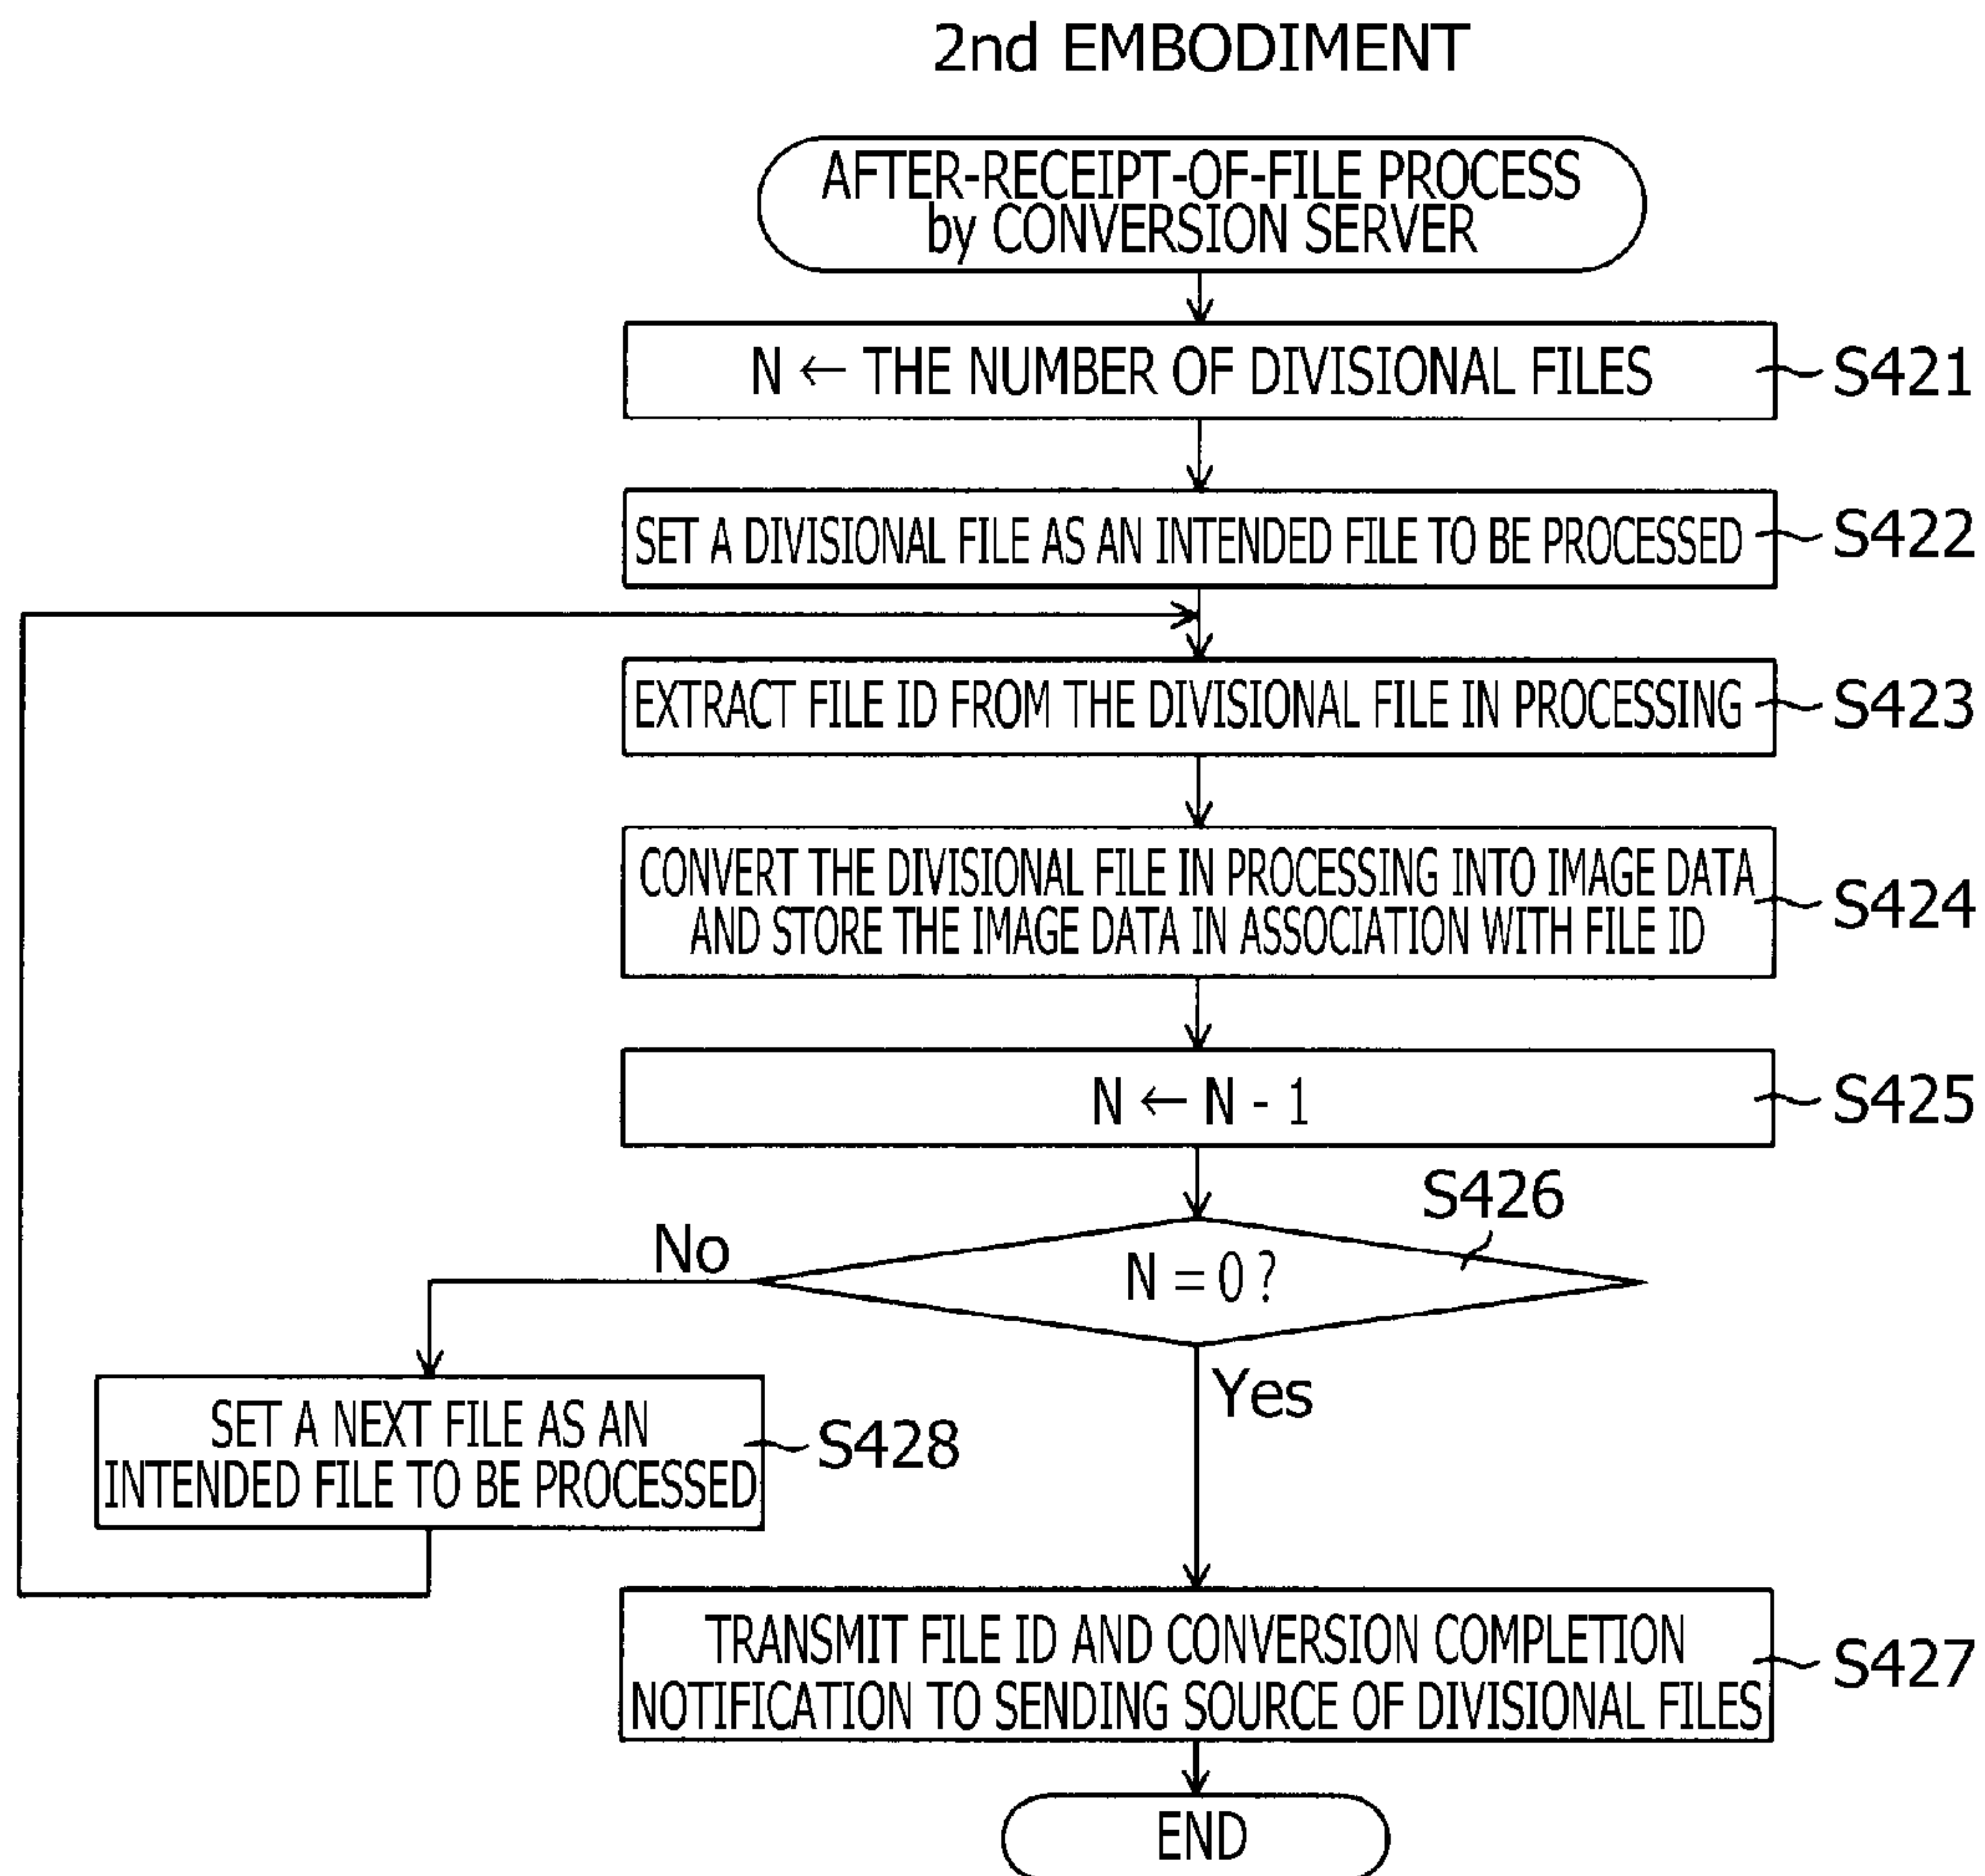 2nd EMBODIMENT
AFTER-RECEIPT-OF-FILE PROCESS
by CONVERSION SERVER
N ← THE NUMBER OF DIVISIONAL FILES
S421
SET A DIVISIONAL FILE AS AN INTENDED FILE TO BE PROCESSED
S422
EXTRACT FILE ID FROM THE DIVISIONAL FILE IN PROCESSING
S423
CONVERT THE DIVISIONAL FILE IN PROCESSING INTO IMAGE DATA
AND STORE THE IMAGE DATA IN ASSOCIATION WITH FILE ID
S424
N ← N - 1
S425
S426
N = 0 ?
No
Yes
SET A NEXT FILE AS AN
INTENDED FILE TO BE PROCESSED
S428
TRANSMIT FILE ID AND CONVERSION COMPLETION
NOTIFICATION TO SENDING SOURCE OF DIVISIONAL FILES
S427
END